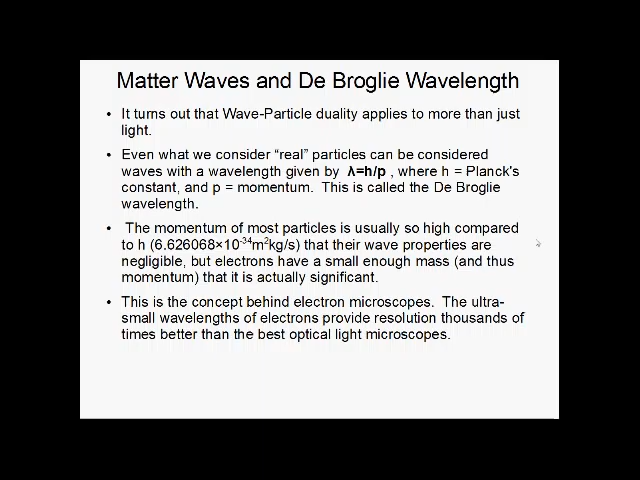 Matter Waves and De Broglie Wavelength
• It turns out that Wave-Particle duality applies to more than just
light.
• Even what we consider “real” particles can be considered
waves with a wavelength given by λ=h/p , where h = Planck's
constant, and p = momentum. This is called the De Broglie
wavelength.
• The momentum of most particles is usually so high compared
to h (6.626068×10⁻³⁴m²kg/s) that their wave properties are
negligible, but electrons have a small enough mass (and thus
momentum) that it is actually significant.
• This is the concept behind electron microscopes. The ultra-
small wavelengths of electrons provide resolution thousands of
times better than the best optical light microscopes.